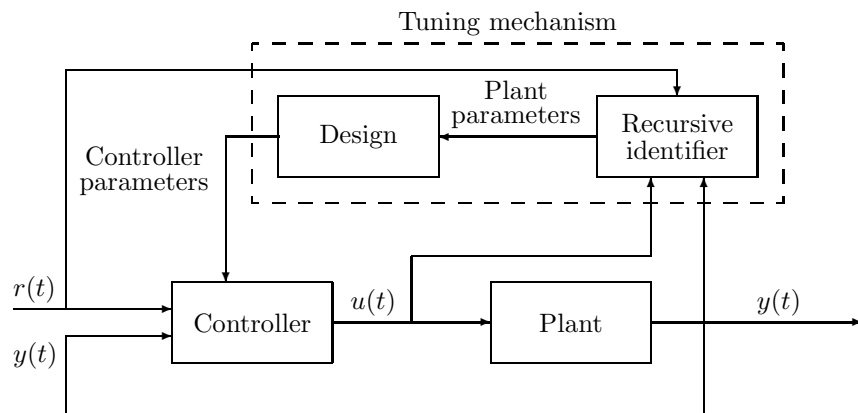 Tuning mechanism
Plant
parameters
Design
Recursive
identifier
Controller
parameters
r(t)
u(t)
y(t)
Controller
Plant
y(t)